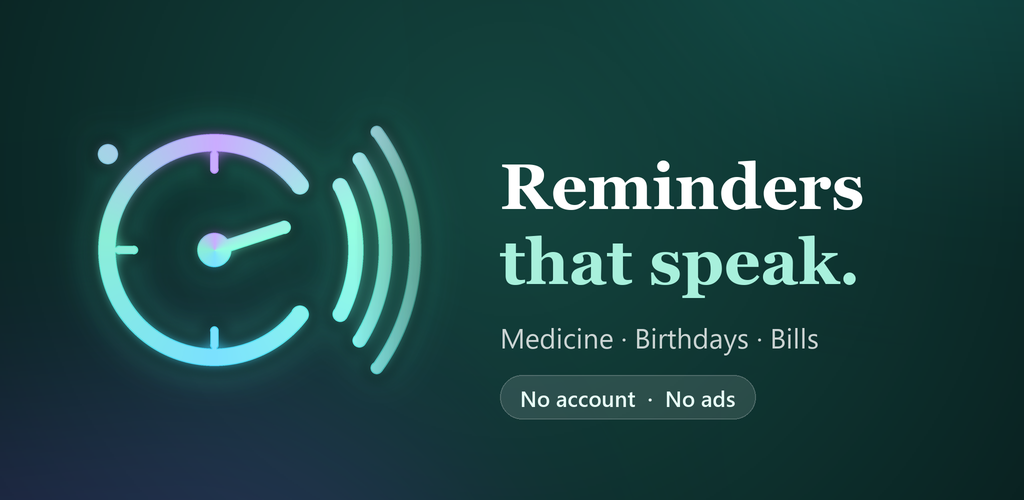 Reminders
that speak.
Medicine · Birthdays · Bills
No account · No ads